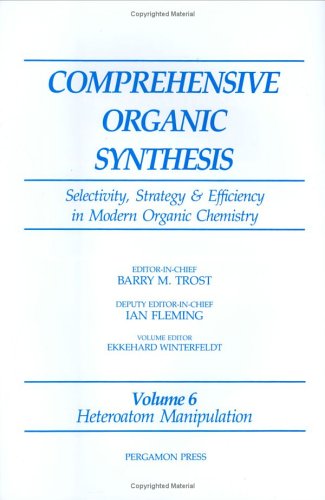 Copyrighted Material
COMPREHENSIVE
ORGANIC
SYNTHESIS
Selectivity, Strategy & Efficiency
in Modern Organic Chemistry
EDITOR-IN-CHIEF
BARRY M. TROST
DEPUTY EDITOR-IN-CHIEF
IAN FLEMING
VOLUME EDITOR
EKKEHARD WINTERFELDT
Volume 6
Heteroatom Manipulation
PERGAMON PRESS
Copyrighted Material